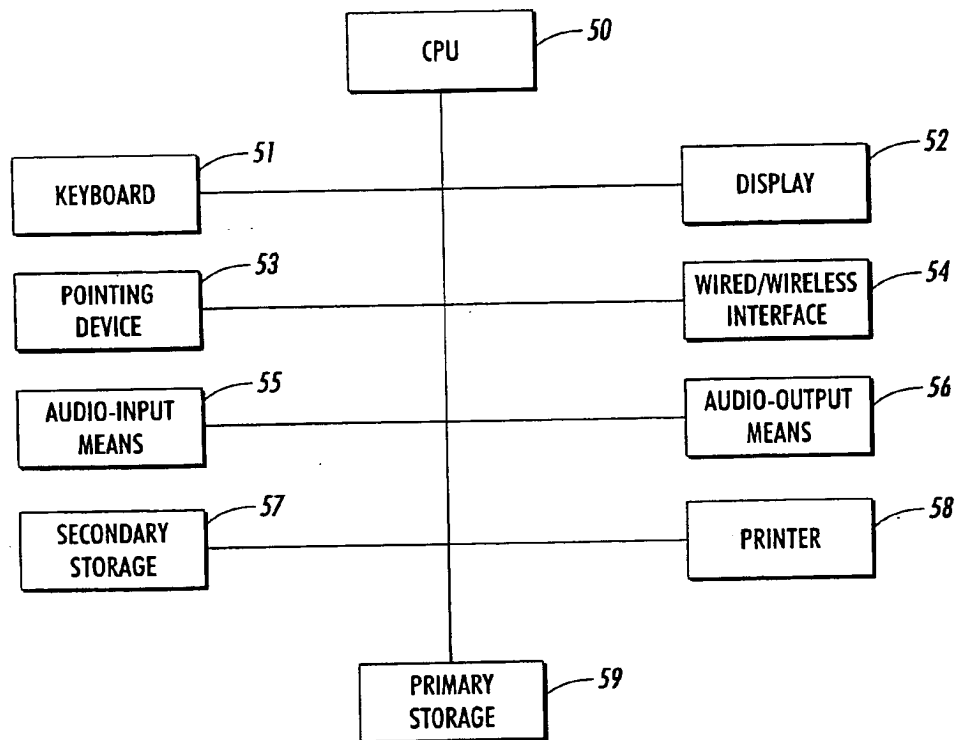 CPU
50
KEYBOARD
51
DISPLAY
52
POINTING
DEVICE
53
WIRED/WIRELESS
INTERFACE
54
AUDIO-INPUT
MEANS
55
AUDIO-OUTPUT
MEANS
56
SECONDARY
STORAGE
57
PRINTER
58
PRIMARY
STORAGE
59